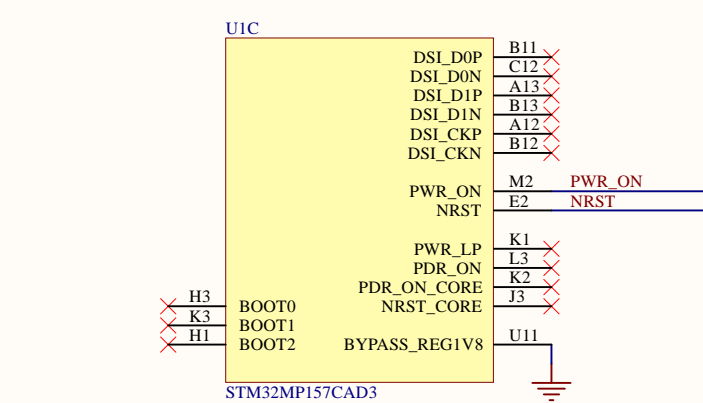 U1C
DSI_D0P B11
DSI_D0N C12
DSI_D1P A13
DSI_D1N B13
DSI_CKP A12
DSI_CKN B12
PWR_ON M2 PWR_ON
NRST E2 NRST
PWR_LP K1
PDR_ON L3
PDR_ON_CORE K2
H3 BOOT0 NRST_CORE J3
K3 BOOT1
H1 BOOT2 BYPASS_REG1V8 U11
STM32MP157CAD3